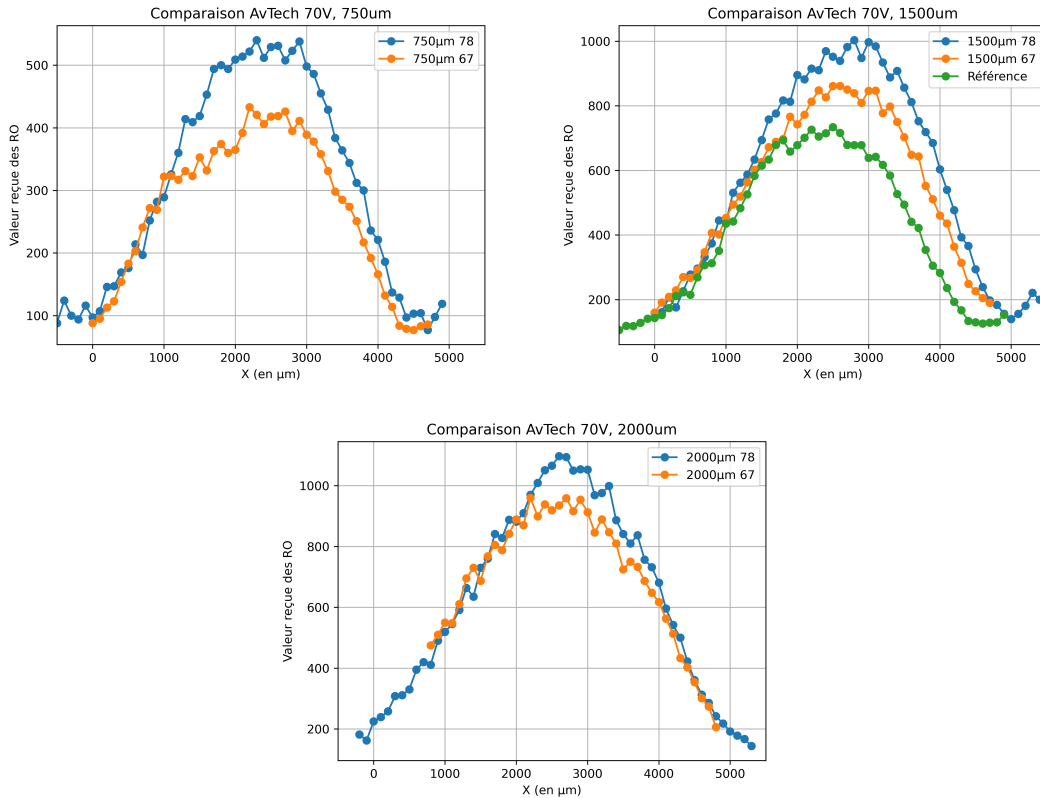 Comparaison AvTech 70V, 750um
750µm 78
750µm 67
Valeur reçue des RO
500
400
300
200
100
0
1000
2000
3000
4000
5000
X (en µm)
Comparaison AvTech 70V, 1500um
1500µm 78
1500µm 67
Référence
Valeur reçue des RO
1000
800
600
400
200
0
1000
2000
3000
4000
5000
X (en µm)
Comparaison AvTech 70V, 2000um
2000µm 78
2000µm 67
Valeur reçue des RO
1000
800
600
400
200
0
1000
2000
3000
4000
5000
X (en µm)